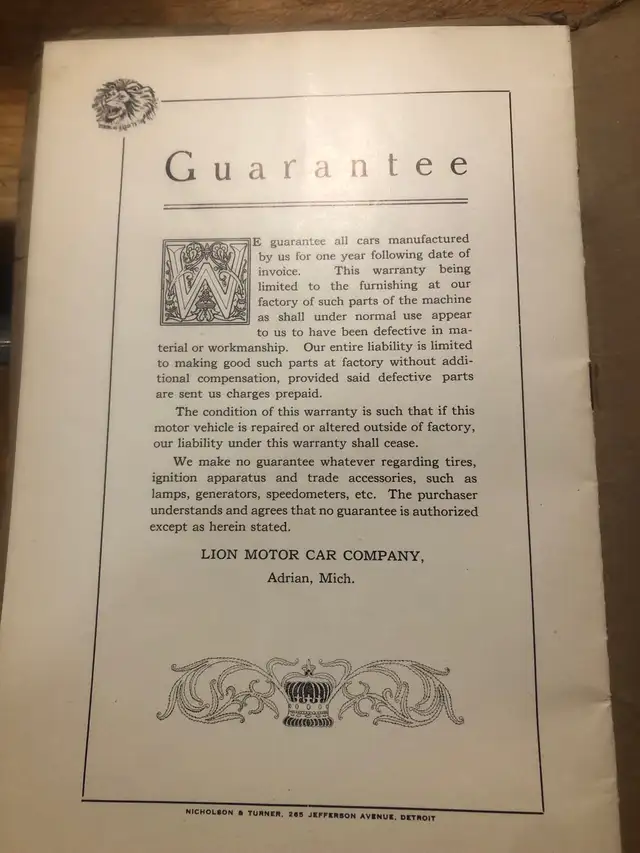 Guarantee
WE guarantee all cars manufactured
by us for one year following date of
invoice. This warranty being
limited to the furnishing at our
factory of such parts of the machine
as shall under normal use appear
to us to have been defective in ma-
terial or workmanship. Our entire liability is limited
to making good such parts at factory without addi-
tional compensation, provided said defective parts
are sent us charges prepaid.
The condition of this warranty is such that if this
motor vehicle is repaired or altered outside of factory,
our liability under this warranty shall cease.
We make no guarantee whatever regarding tires,
ignition apparatus and trade accessories, such as
lamps, generators, speedometers, etc. The purchaser
understands and agrees that no guarantee is authorized
except as herein stated.
LION MOTOR CAR COMPANY,
Adrian, Mich.
NICHOLSON & TURNER, 265 JEFFERSON AVENUE, DETROIT